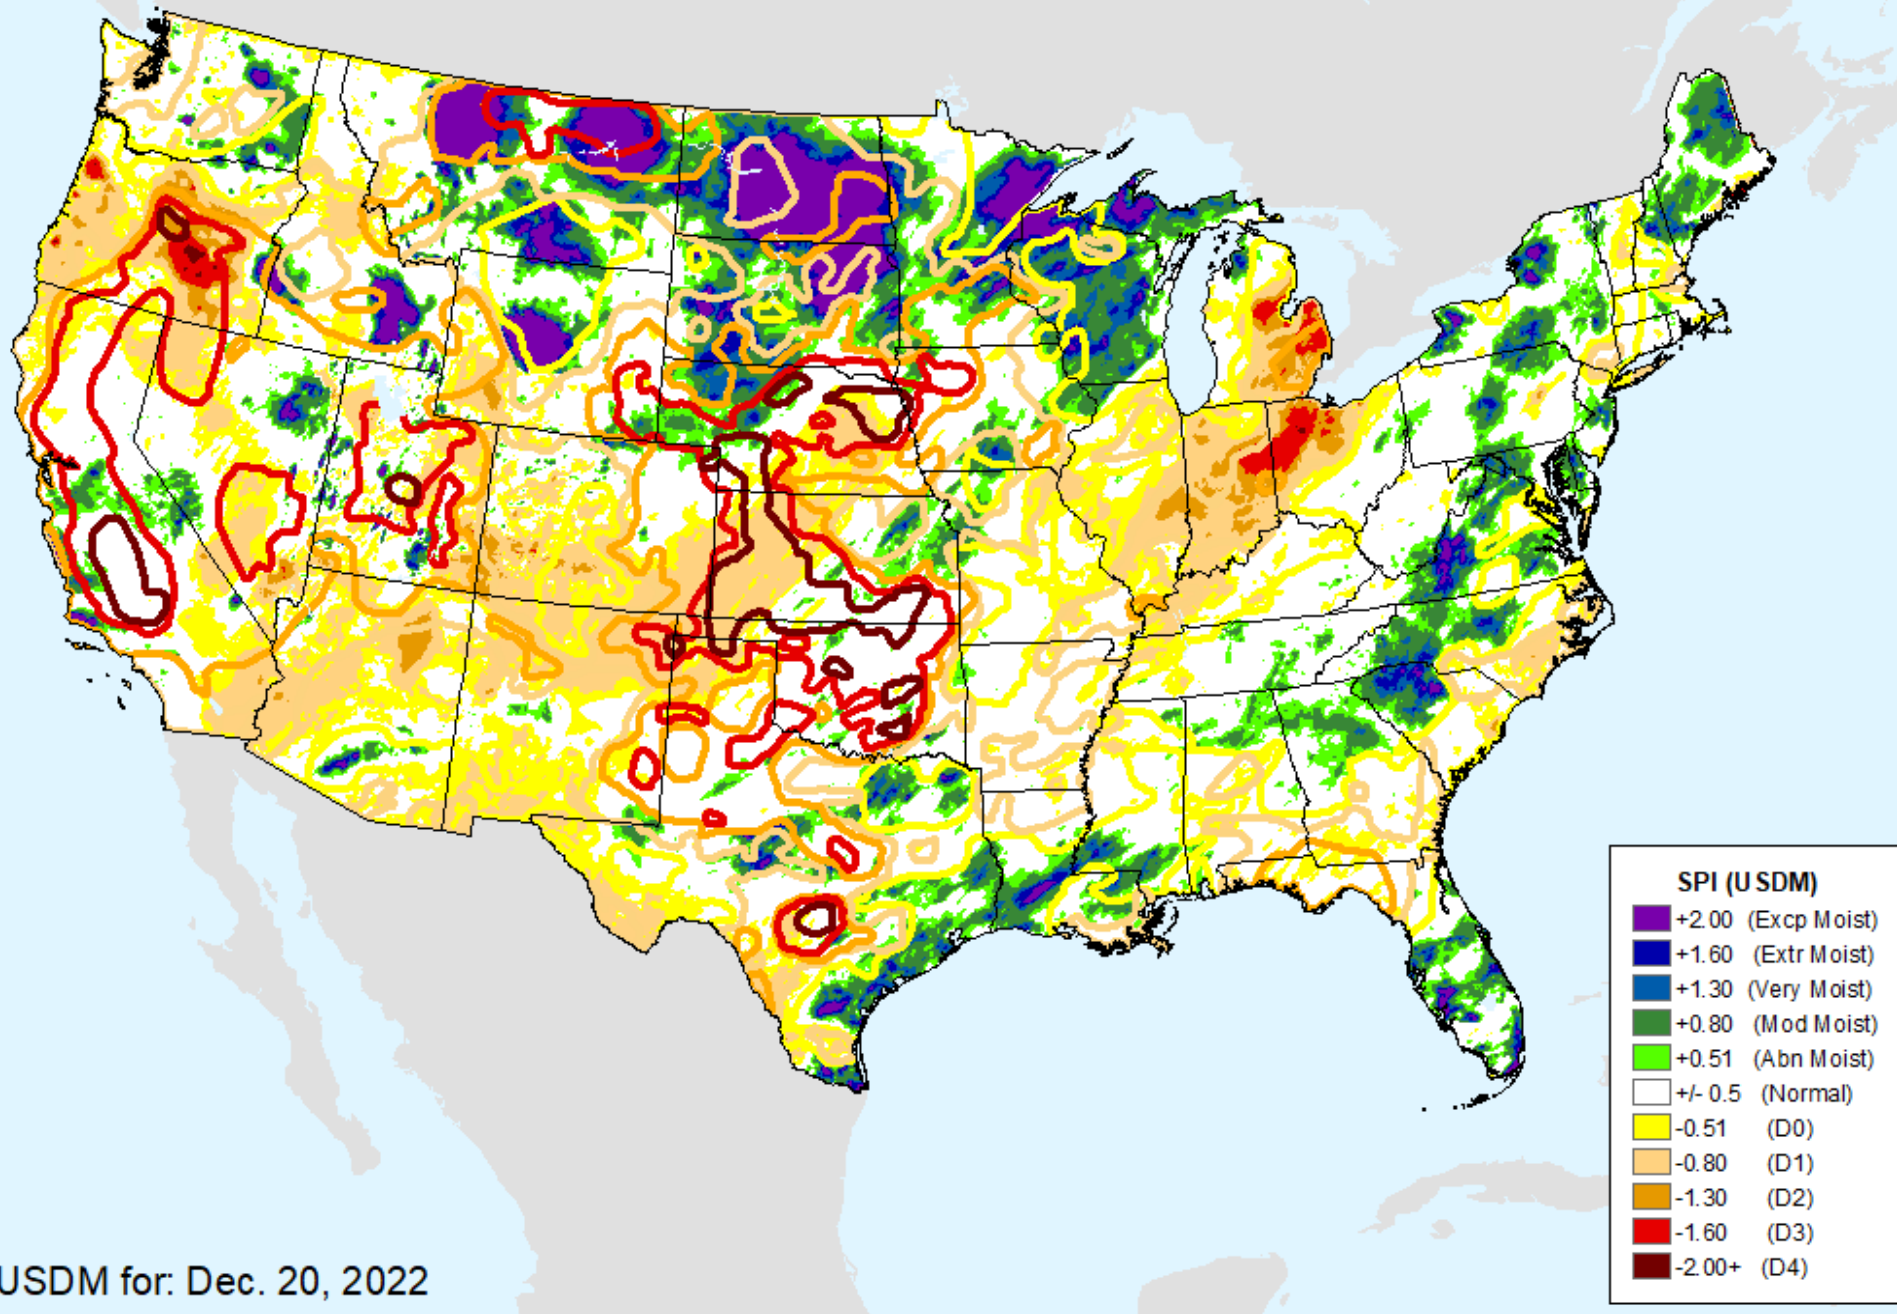 SPI (USDM)
+2.00 (Excp Moist)
+1.60 (Extr Moist)
+1.30 (Very Moist)
+0.80 (Mod Moist)
+0.51 (Abn Moist)
+/- 0.5 (Normal)
-0.51 (D0)
-0.80 (D1)
-1.30 (D2)
-1.60 (D3)
-2.00+ (D4)
USDM for: Dec. 20, 2022